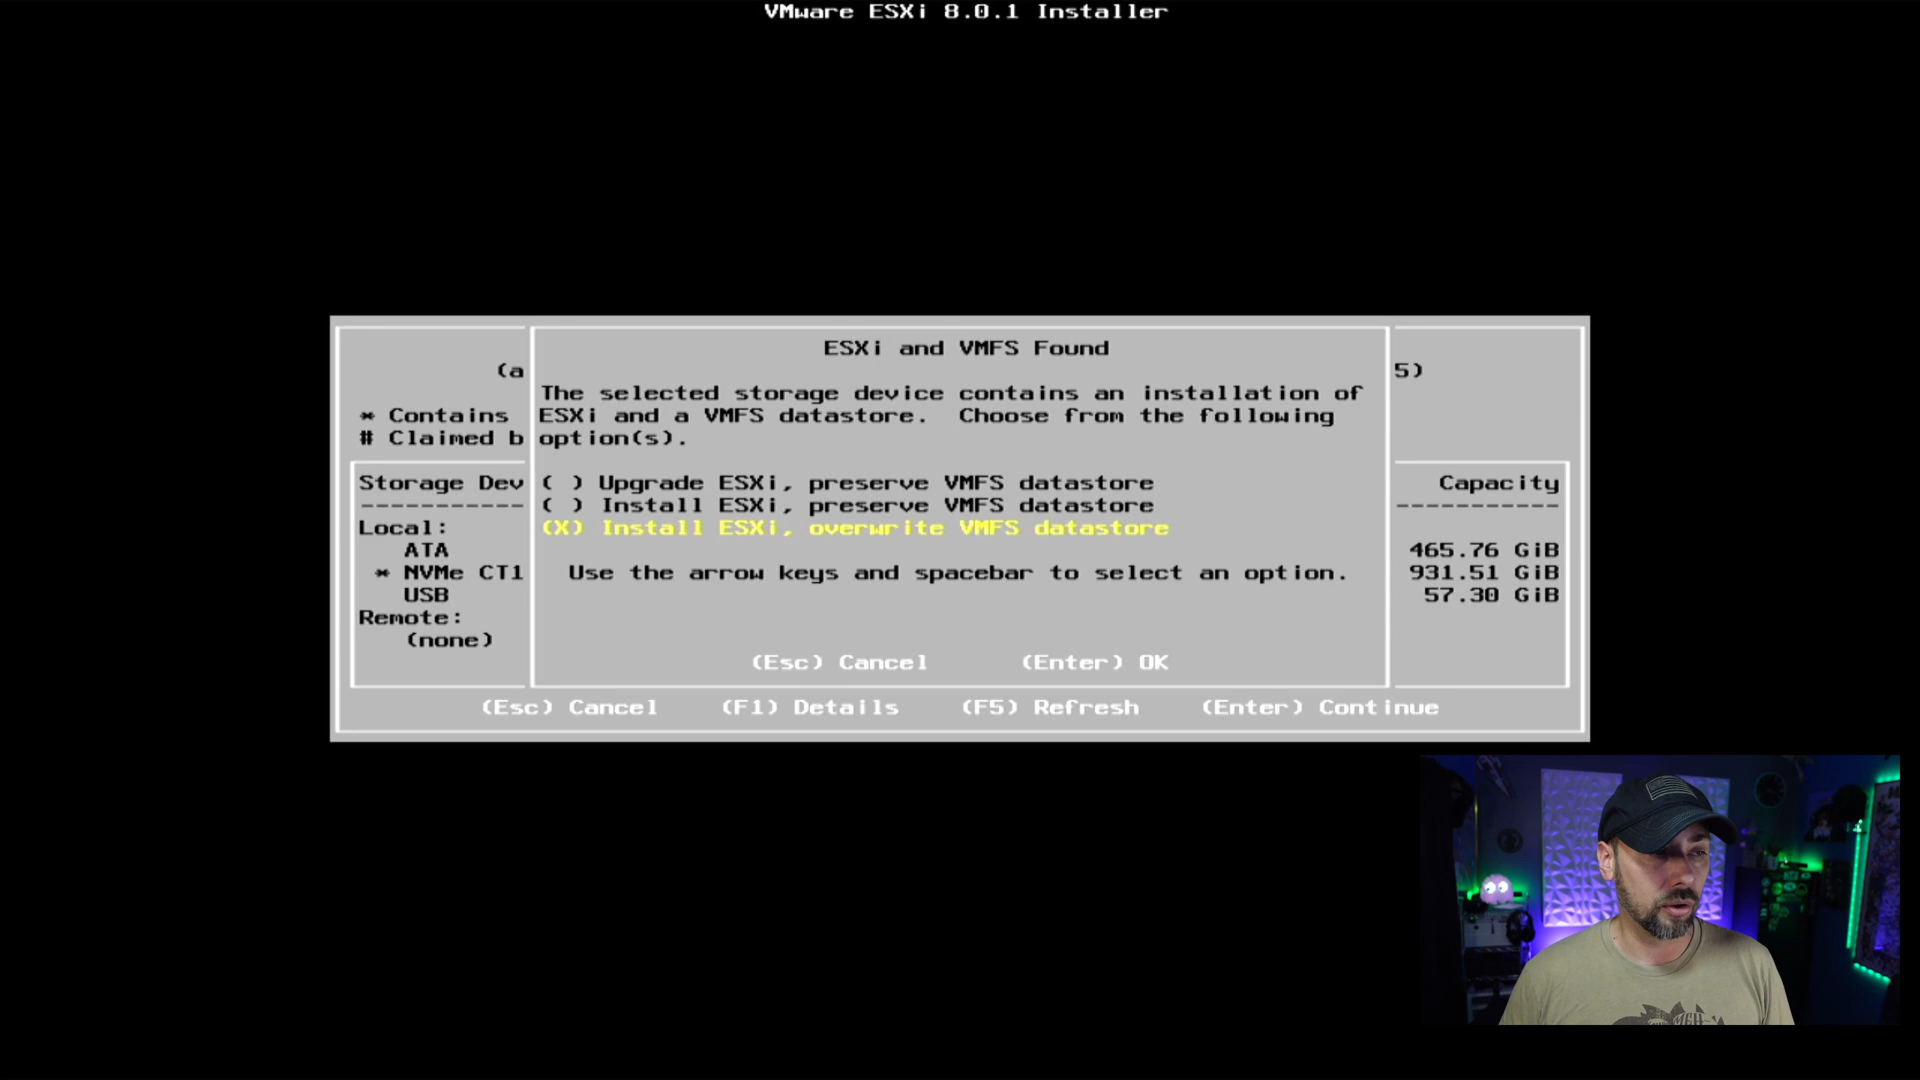 VMware ESXi 8.0.1 Installer
ESXi and VMFS Found
(a
5)
The selected storage device contains an installation of
* Contains
ESXi and a VMFS datastore.  Choose from the following
# Claimed b
option(s).
Storage Dev
( ) Upgrade ESXi, preserve VMFS datastore
Capacity
------------
( ) Install ESXi, preserve VMFS datastore
------------
Local:
(X) Install ESXi, overwrite VMFS datastore
ATA
465.76 GiB
* NVMe CT1
Use the arrow keys and spacebar to select an option.
931.51 GiB
USB
57.30 GiB
Remote:
(none)
(Esc) Cancel (Enter) OK
(Esc) Cancel (F1) Details (F5) Refresh (Enter) Continue
MEH